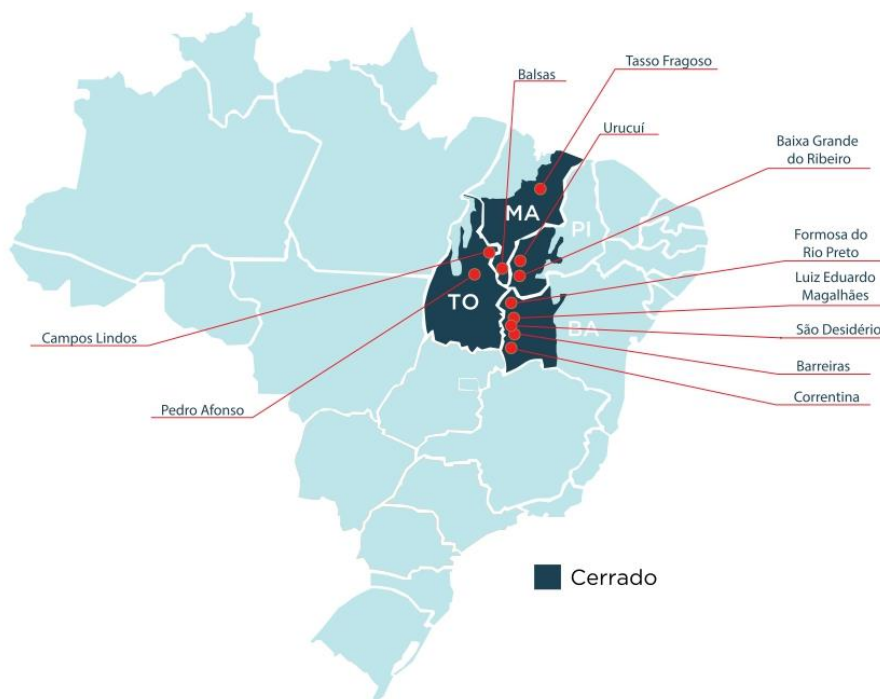 Tasso Fragoso
Balsas
Urucuí
Baixa Grande
do Ribeiro
MA
PI
Formosa do
Rio Preto
Luiz Eduardo
Magalhães
TO
BA
São Desidério
Campos Lindos
Barreiras
Correntina
Pedro Afonso
Cerrado